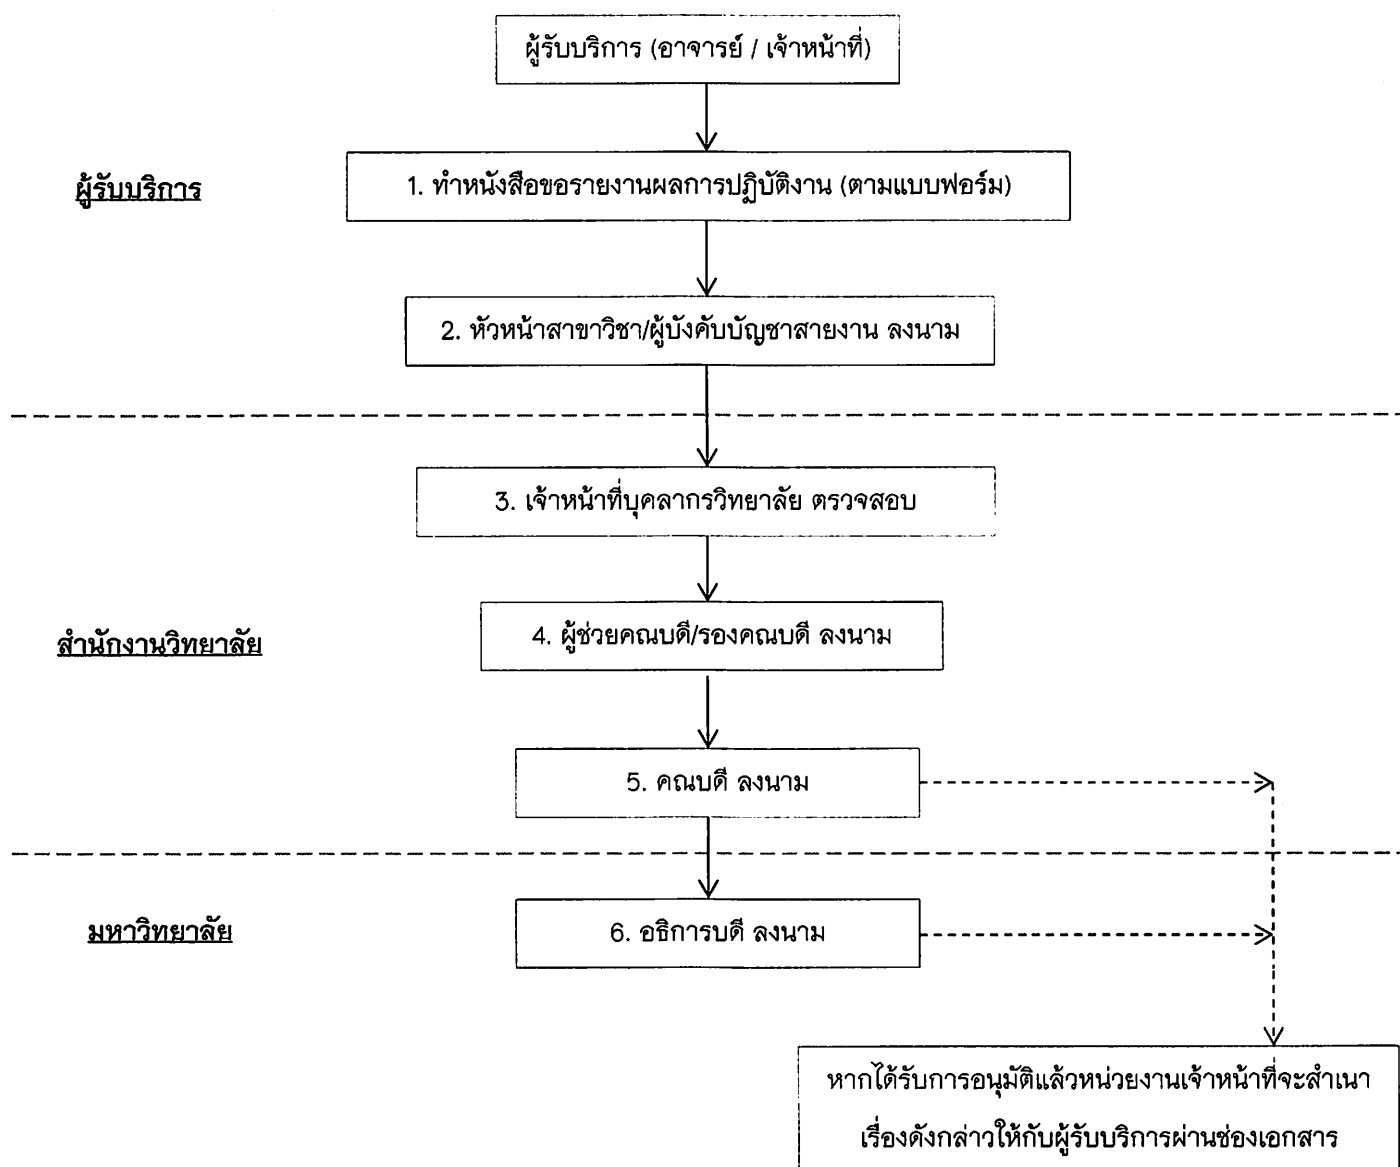 ผู้รับบริการ (อาจารย์ / เจ้าหน้าที่)
ผู้รับบริการ
1. ทำหนังสือขอรายงานผลการปฏิบัติงาน (ตามแบบฟอร์ม)
2. หัวหน้าสาขาวิชา/ผู้บังคับบัญชาสายงาน ลงนาม
3. เจ้าหน้าที่บุคลากรวิทยาลัย ตรวจสอบ
สำนักงานวิทยาลัย
4. ผู้ช่วยคณบดี/รองคณบดี ลงนาม
5. คณบดี ลงนาม
มหาวิทยาลัย
6. อธิการบดี ลงนาม
หากได้รับการอนุมัติแล้วหน่วยงานเจ้าหน้าที่จะสำเนา
เรื่องดังกล่าวให้กับผู้รับบริการผ่านช่องเอกสาร